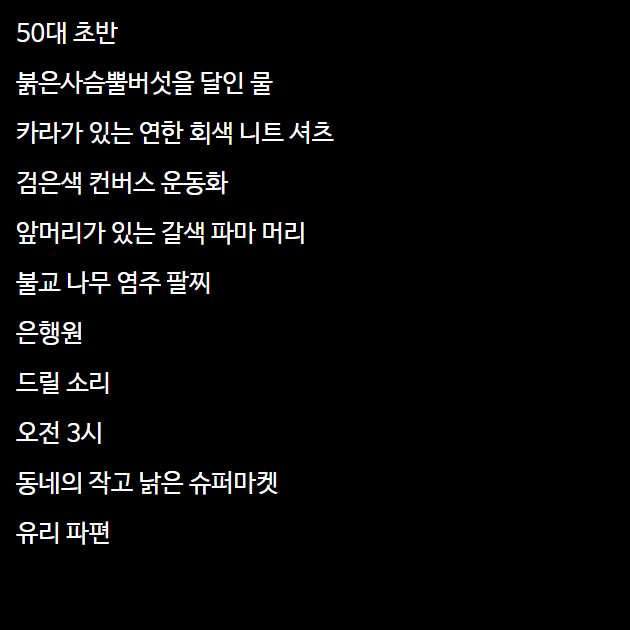 50대 초반
붉은사슴뿔버섯을 달인 물
카라가 있는 연한 회색 니트 셔츠
검은색 컨버스 운동화
앞머리가 있는 갈색 파마 머리
불교 나무 염주 팔찌
은행원
드릴 소리
오전 3시
동네의 작고 낡은 슈퍼마켓
유리 파편